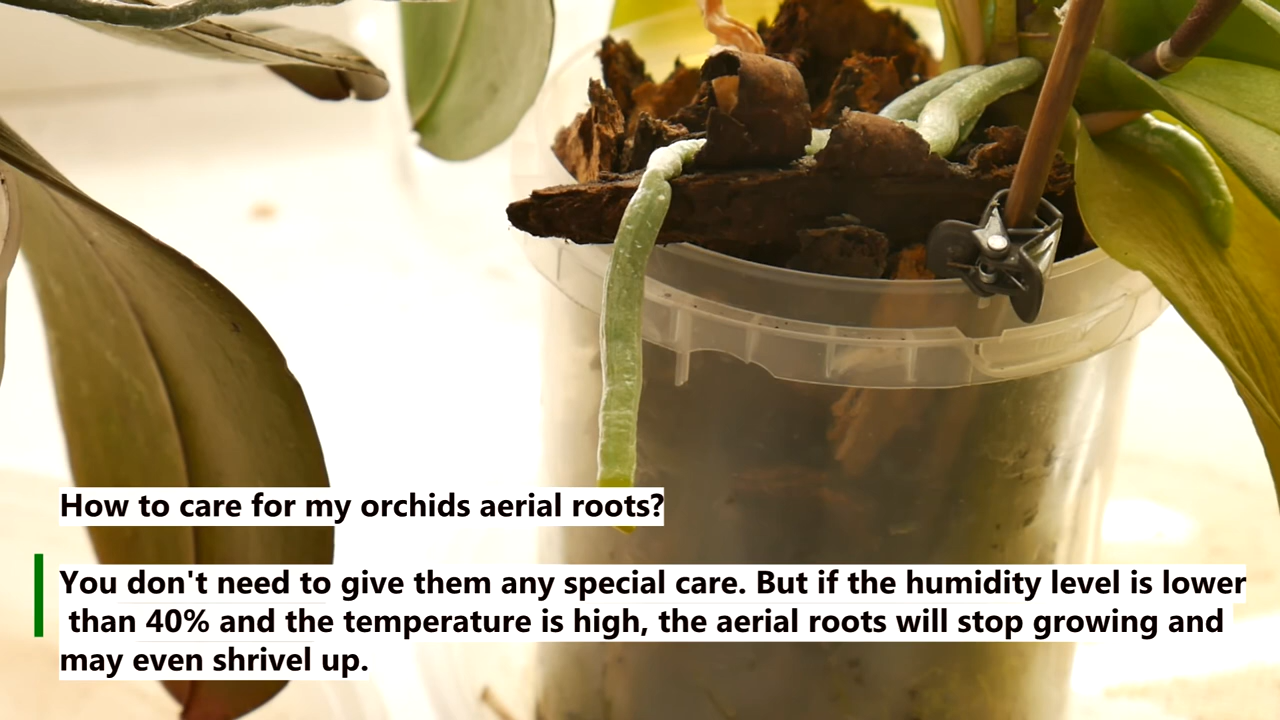 How to care for my orchids aerial roots?
You don't need to give them any special care. But if the humidity level is lower
than 40% and the temperature is high, the aerial roots will stop growing and
may even shrivel up.